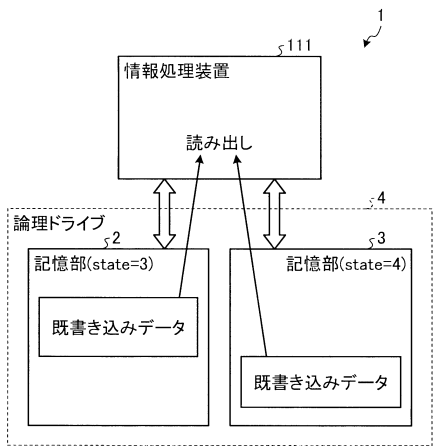 1
111
情報処理装置
読み出し
4
論理ドライブ
2
3
記憶部(state=3)
記憶部(state=4)
既書き込みデータ
既書き込みデータ